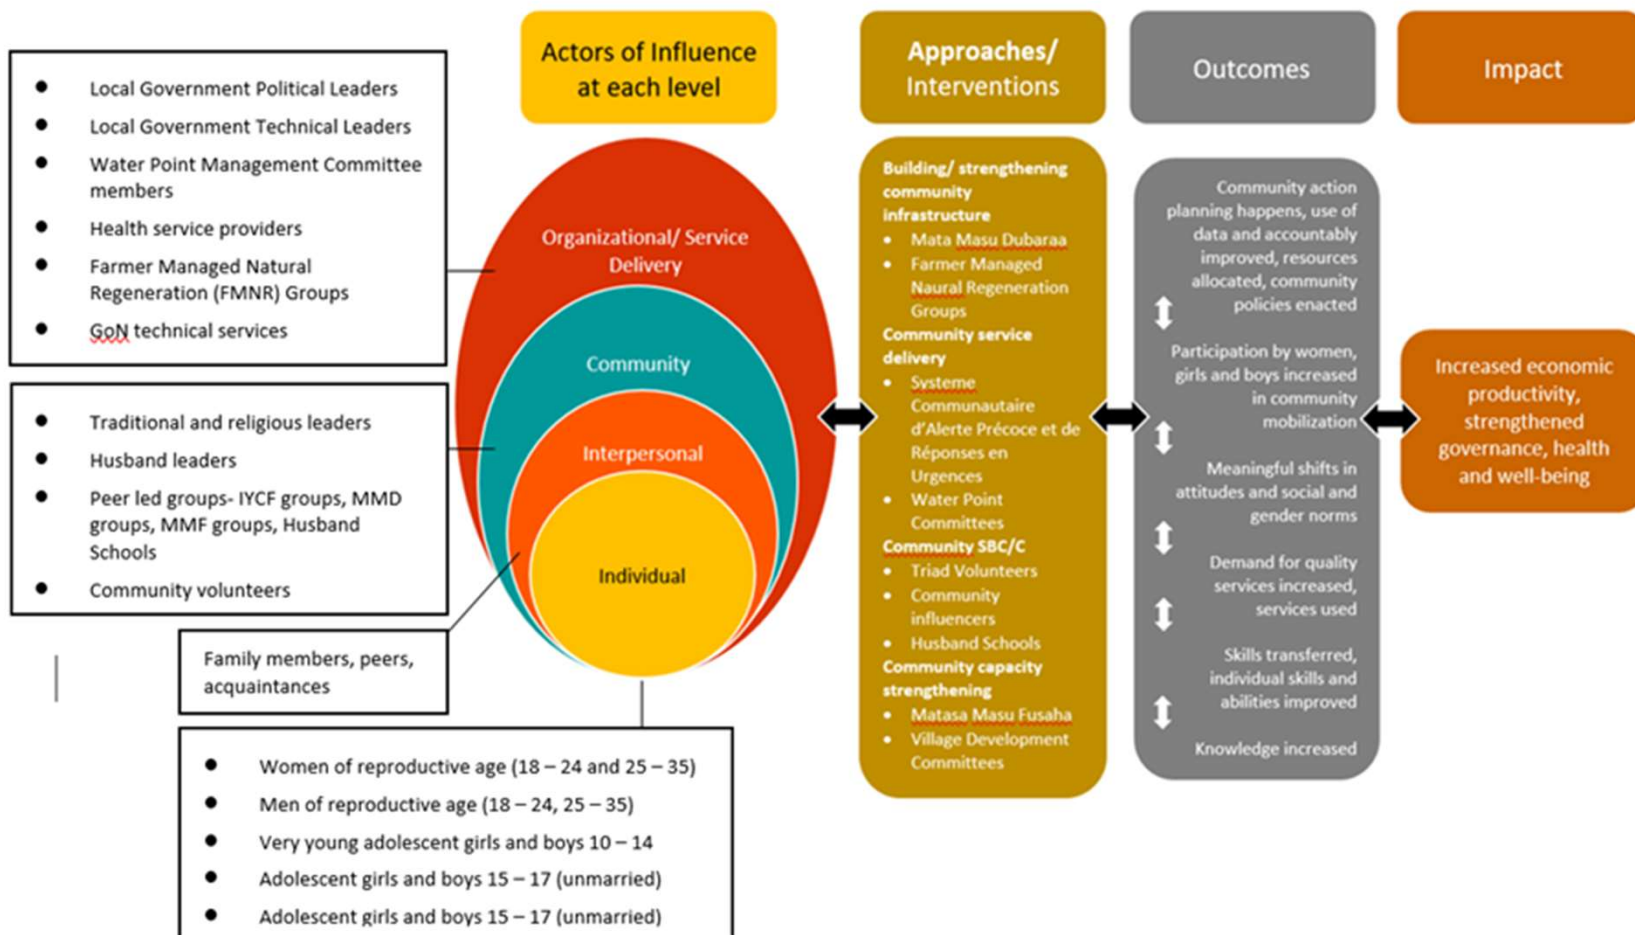 Actors of Influence
at each level
Approaches/
Interventions
Outcomes
Impact
● Local Government Political Leaders
● Local Government Technical Leaders
● Water Point Management Committee
members
● Health service providers
● Farmer Managed Natural
Regeneration (FMNR) Groups
● GoN technical services
● Traditional and religious leaders
● Husband leaders
● Peer led groups- IYCF groups, MMD
groups, MMF groups, Husband
Schools
● Community volunteers
Family members, peers,
acquaintances
● Women of reproductive age (18 – 24 and 25 – 35)
● Men of reproductive age (18 – 24, 25 – 35)
● Very young adolescent girls and boys 10 – 14
● Adolescent girls and boys 15 – 17 (unmarried)
● Adolescent girls and boys 15 – 17 (unmarried)
Organizational/ Service
Delivery
Community
Interpersonal
Individual
Building/ strengthening
community
infrastructure
• Mata Masu Dubaraa
• Farmer Managed
Naural Regeneration
Groups
Community service
delivery
• Systeme
Communautaire
d'Alerte Précoce et de
Réponses en
Urgences
• Water Point
Committees
Community SBC/C
• Triad Volunteers
• Community
influencers
• Husband Schools
Community capacity
strengthening
• Matasa Masu Fusaha
• Village Development
Committees
Community action
planning happens, use of
data and accountably
improved, resources
allocated, community
policies enacted
Participation by women,
girls and boys increased
in community
mobilization
Meaningful shifts in
attitudes and social and
gender norms
Demand for quality
services increased,
services used
Skills transferred,
individual skills and
abilities improved
Knowledge increased
Increased economic
productivity,
strengthened
governance, health
and well-being